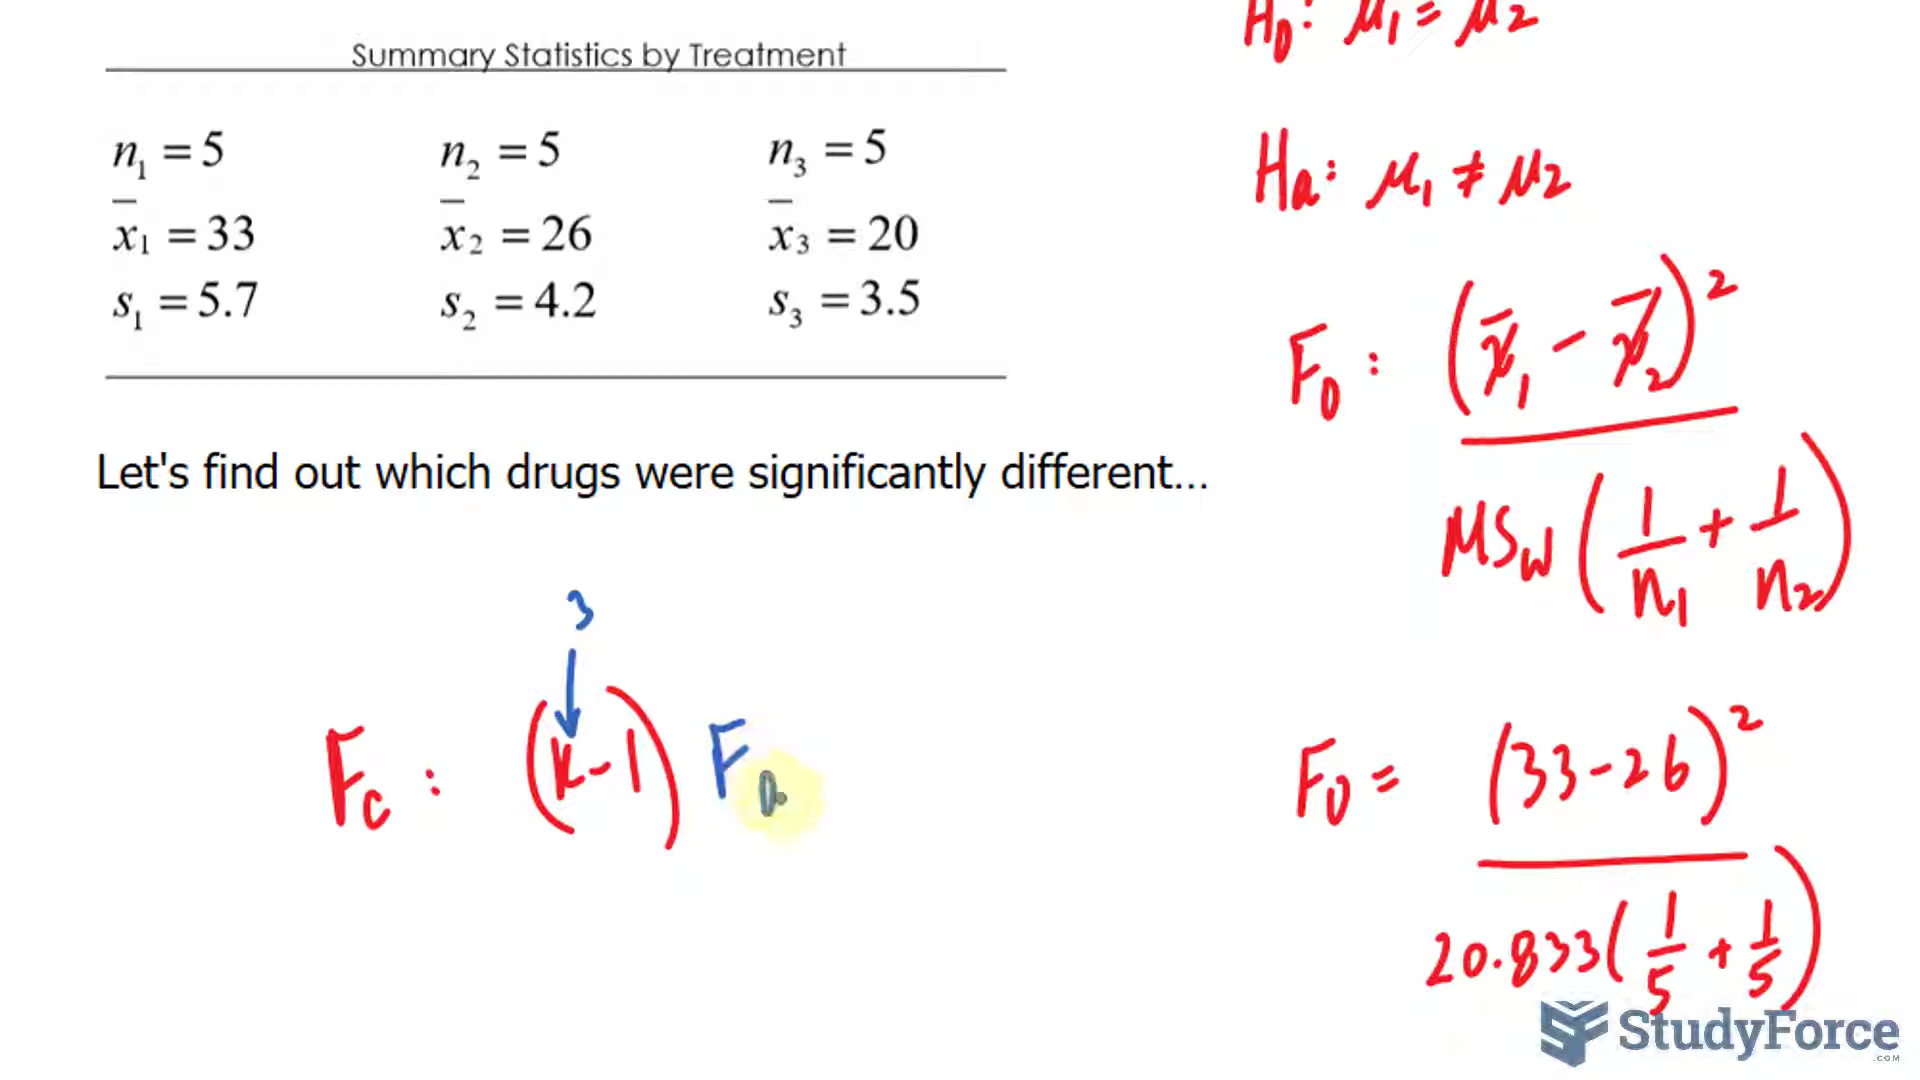 Summary Statistics by Treatment
n₁ = 5 n₂ = 5 n₃ = 5
x̄₁ = 33 x̄₂ = 26 x̄₃ = 20
s₁ = 5.7 s₂ = 4.2 s₃ = 3.5
Let's find out which drugs were significantly different...
3
↓
F_C : (k-1) F
H₀: μ₁ = μ₂
Hₐ: μ₁ ≠ μ₂
F₀ : (x̄₁ - x̄₂)²
MS_W (1/n₁ + 1/n₂)
F₀ = (33-26)²
20.833(1/5 + 1/5)
StudyForce
.COM